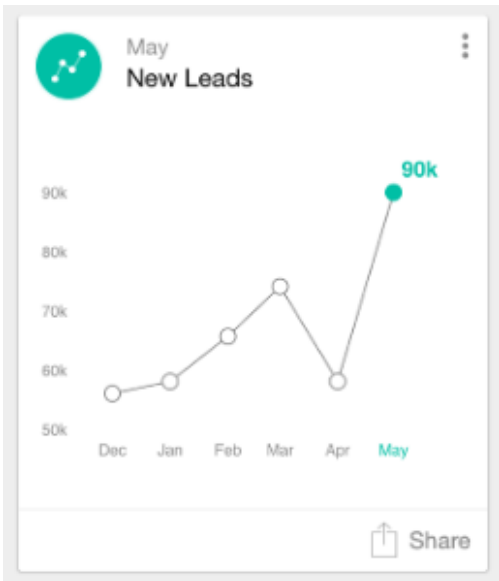 May
New Leads
90k
90k
80k
70k
60k
50k
Dec Jan Feb Mar Apr May
Share